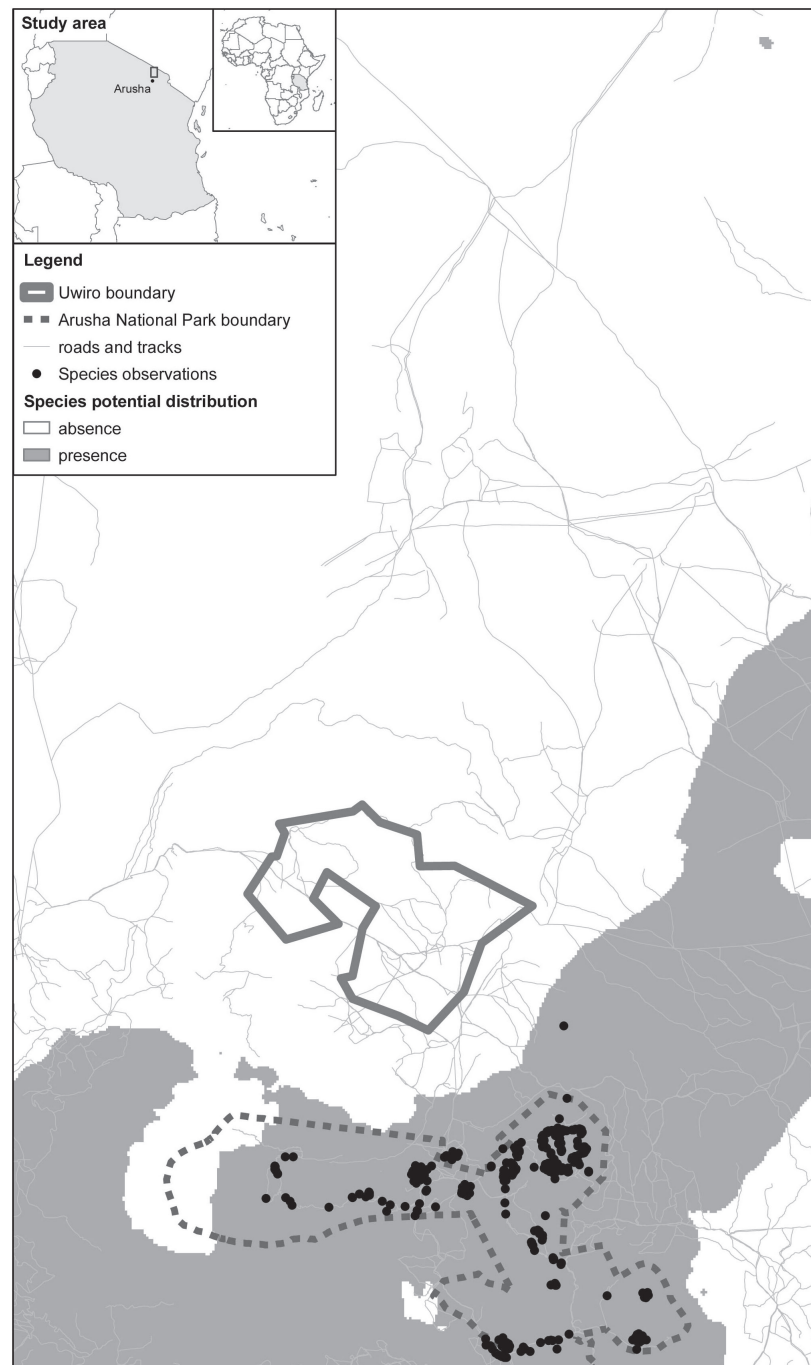 Study area
Arusha
Legend
Uwiro boundary
Arusha National Park boundary
roads and tracks
Species observations
Species potential distribution
absence
presence